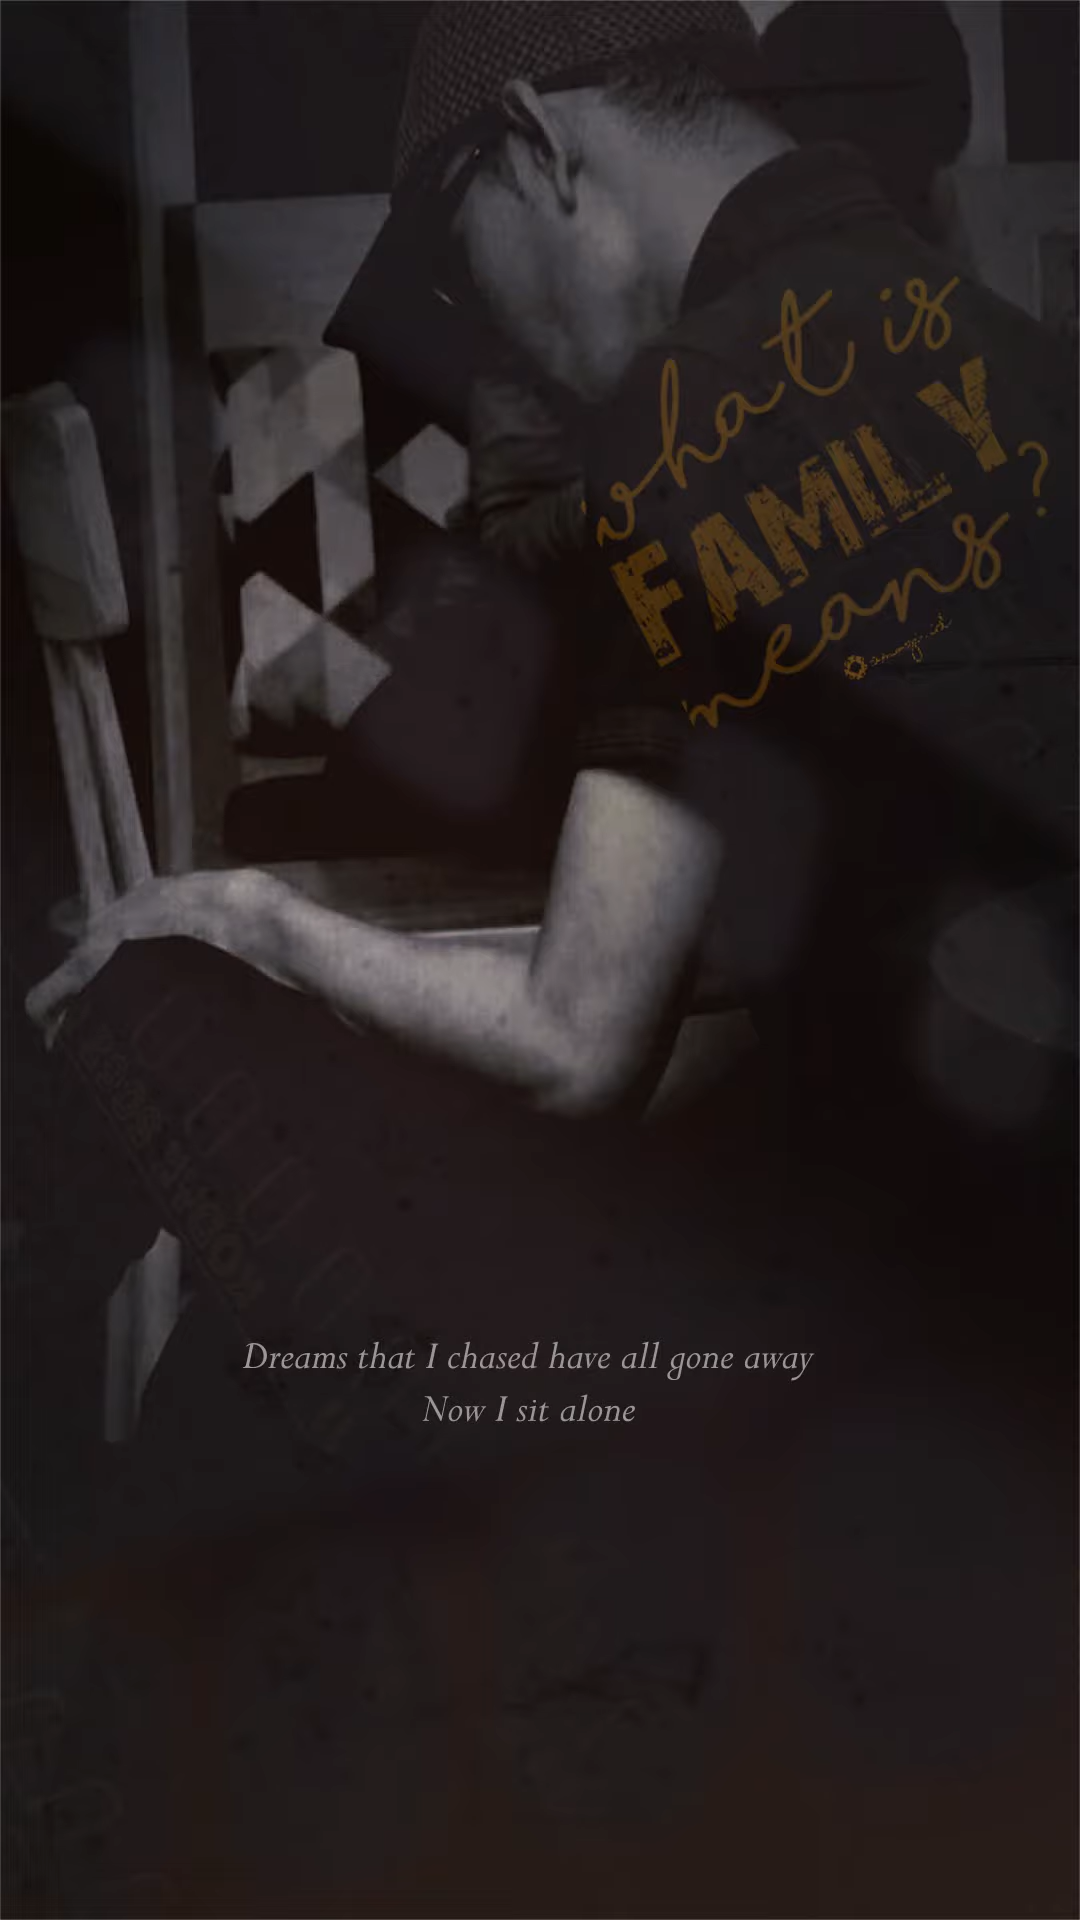 what is
FAMILY
means?
Dreams that I chased have all gone away
Now I sit alone